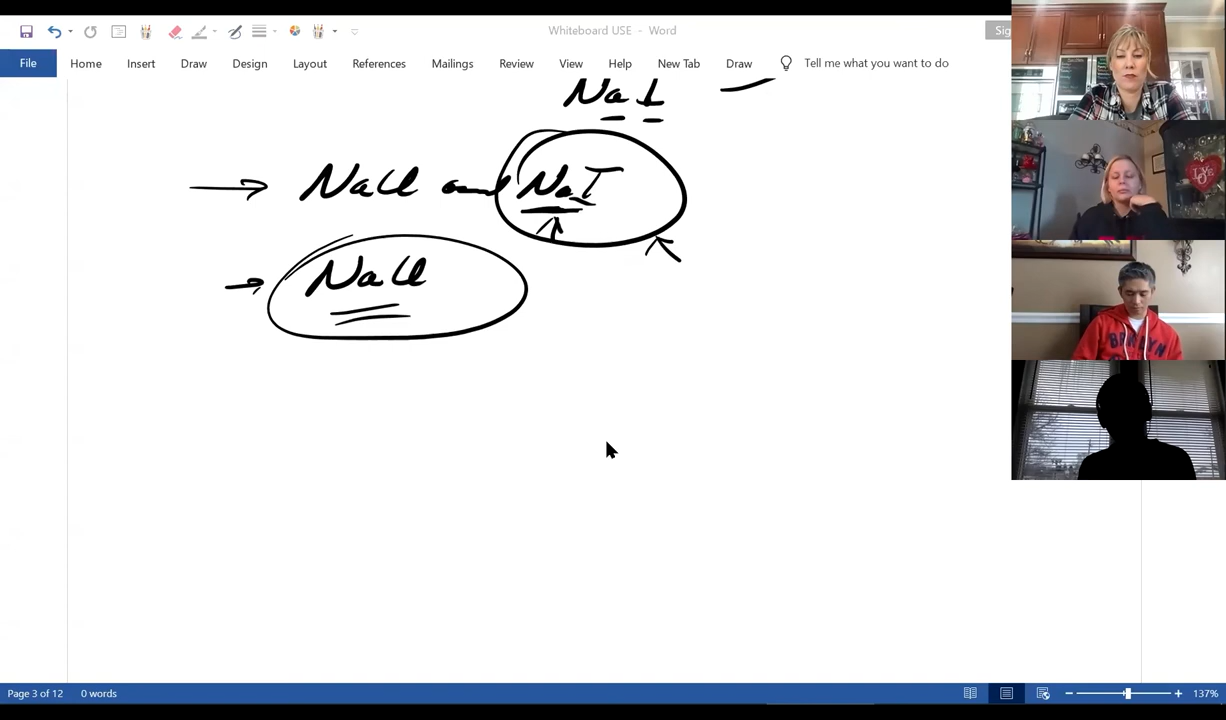 Whiteboard USE - Word
File Home Insert Draw Design Layout References Mailings Review View Help New Tab Draw Tell me what you want to do
NaI
→ NaCl and NaI
→ NaCl
LOVE
Page 3 of 12 0 words 137%